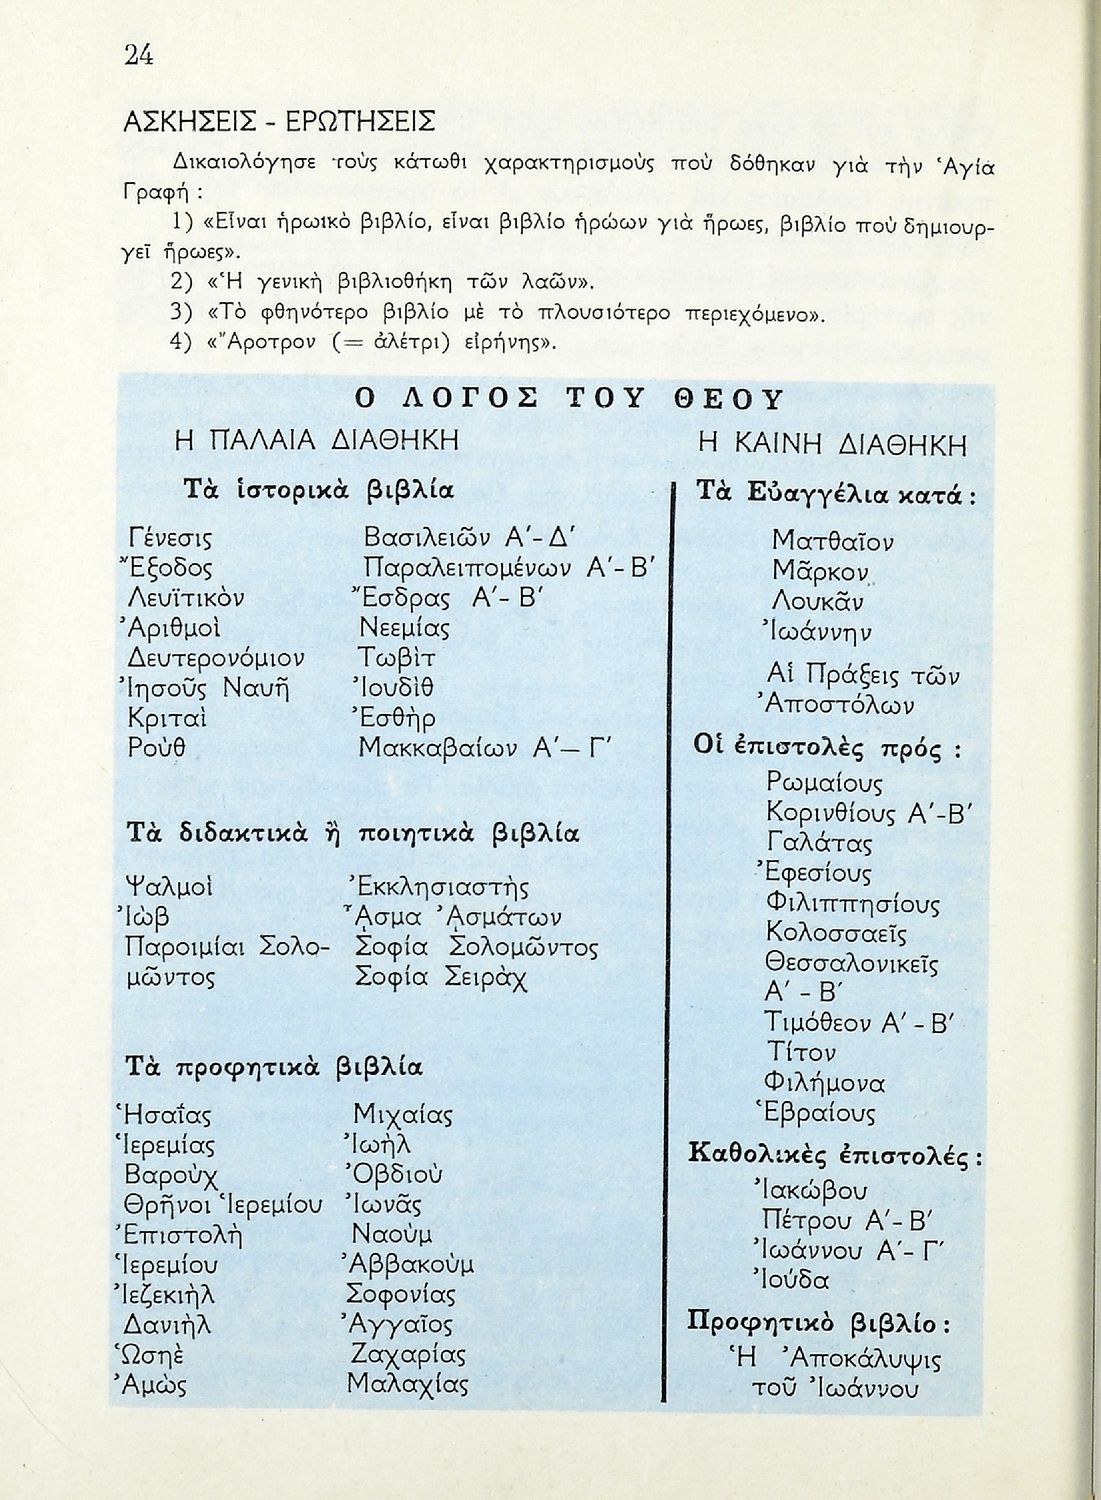 24
ΑΣΚΗΣΕΙΣ - ΕΡΩΤΗΣΕΙΣ
Δικαιολόγησε τοὺς κάτωθι χαρακτηρισμοὺς ποὺ δόθηκαν γιὰ τὴν Ἁγία
Γραφή :
1) «Εἶναι ἡρωικὸ βιβλίο, εἶναι βιβλίο ἡρώων γιὰ ἥρωες, βιβλίο ποὺ δημιουρ-
γεῖ ἥρωες».
2) «Ἡ γενικὴ βιβλιοθήκη τῶν λαῶν».
3) «Τὸ φθηνότερο βιβλίο μὲ τὸ πλουσιότερο περιεχόμενο».
4) «Ἄροτρον (= ἀλέτρι) εἰρήνης».
Ο ΛΟΓΟΣ ΤΟΥ ΘΕΟΥ
Η ΠΑΛΑΙΑ ΔΙΑΘΗΚΗ
Τὰ ἱστορικὰ βιβλία
Γένεσις
Ἔξοδος
Λευϊτικὸν
Ἀριθμοὶ
Δευτερονόμιον
Ἰησοῦς Ναυῆ
Κριταὶ
Ροὺθ
Βασιλειῶν Α΄- Δ΄
Παραλειπομένων Α΄- Β΄
Ἔσδρας Α΄- Β΄
Νεεμίας
Τωβὶτ
Ἰουδὶθ
Ἐσθὴρ
Μακκαβαίων Α΄— Γ΄
Τὰ διδακτικὰ ἢ ποιητικὰ βιβλία
Ψαλμοὶ
Ἰὼβ
Παροιμίαι Σολο-
μῶντος
Ἐκκλησιαστὴς
ᾎσμα ᾈσμάτων
Σοφία Σολομῶντος
Σοφία Σειρὰχ
Τὰ προφητικὰ βιβλία
Ἡσαΐας
Ἱερεμίας
Βαροὺχ
Θρῆνοι Ἱερεμίου
Ἐπιστολὴ
Ἱερεμίου
Ἰεζεκιὴλ
Δανιὴλ
Ὡσηὲ
Ἀμὼς
Μιχαίας
Ἰωὴλ
Ὀβδιοὺ
Ἰωνᾶς
Ναοὺμ
Ἀββακοὺμ
Σοφονίας
Ἀγγαῖος
Ζαχαρίας
Μαλαχίας
Η ΚΑΙΝΗ ΔΙΑΘΗΚΗ
Τὰ Εὐαγγέλια κατά :
Ματθαῖον
Μᾶρκον
Λουκᾶν
Ἰωάννην
Αἱ Πράξεις τῶν
Ἀποστόλων
Οἱ ἐπιστολὲς πρός :
Ρωμαίους
Κορινθίους Α΄-Β΄
Γαλάτας
Ἐφεσίους
Φιλιππησίους
Κολοσσαεῖς
Θεσσαλονικεῖς
Α΄ - Β΄
Τιμόθεον Α΄ - Β΄
Τίτον
Φιλήμονα
Ἑβραίους
Καθολικὲς ἐπιστολές :
Ἰακώβου
Πέτρου Α΄- Β΄
Ἰωάννου Α΄- Γ΄
Ἰούδα
Προφητικὸ βιβλίο :
Ἡ Ἀποκάλυψις
τοῦ Ἰωάννου